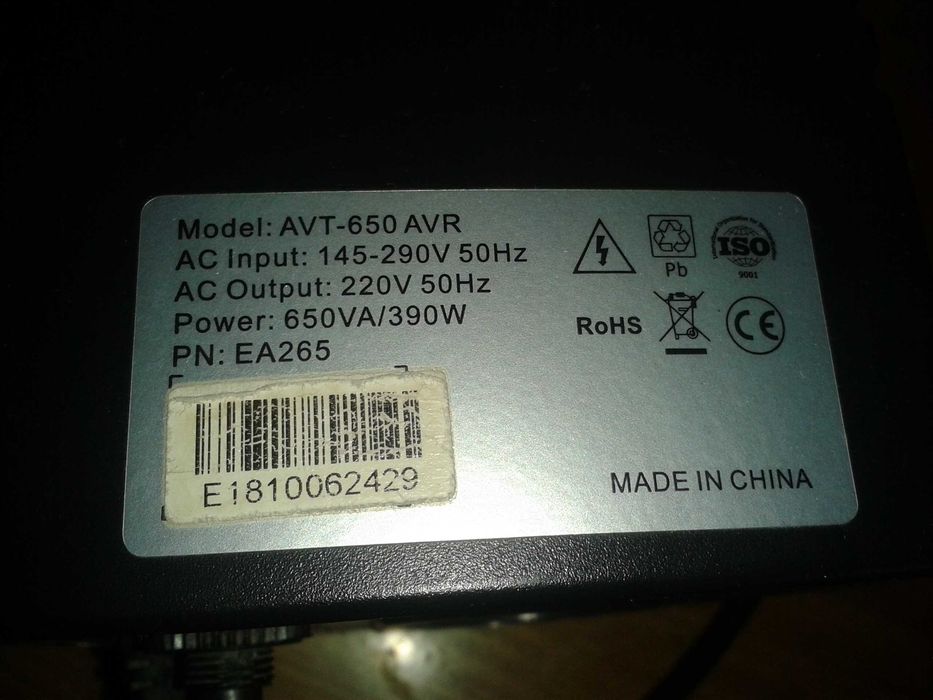 Model: AVT-650 AVR
AC Input: 145-290V 50Hz
AC Output: 220V 50Hz
Power: 650VA/390W
PN: EA265
E1810062429
Pb
ISO
9001
RoHS
CE
MADE IN CHINA